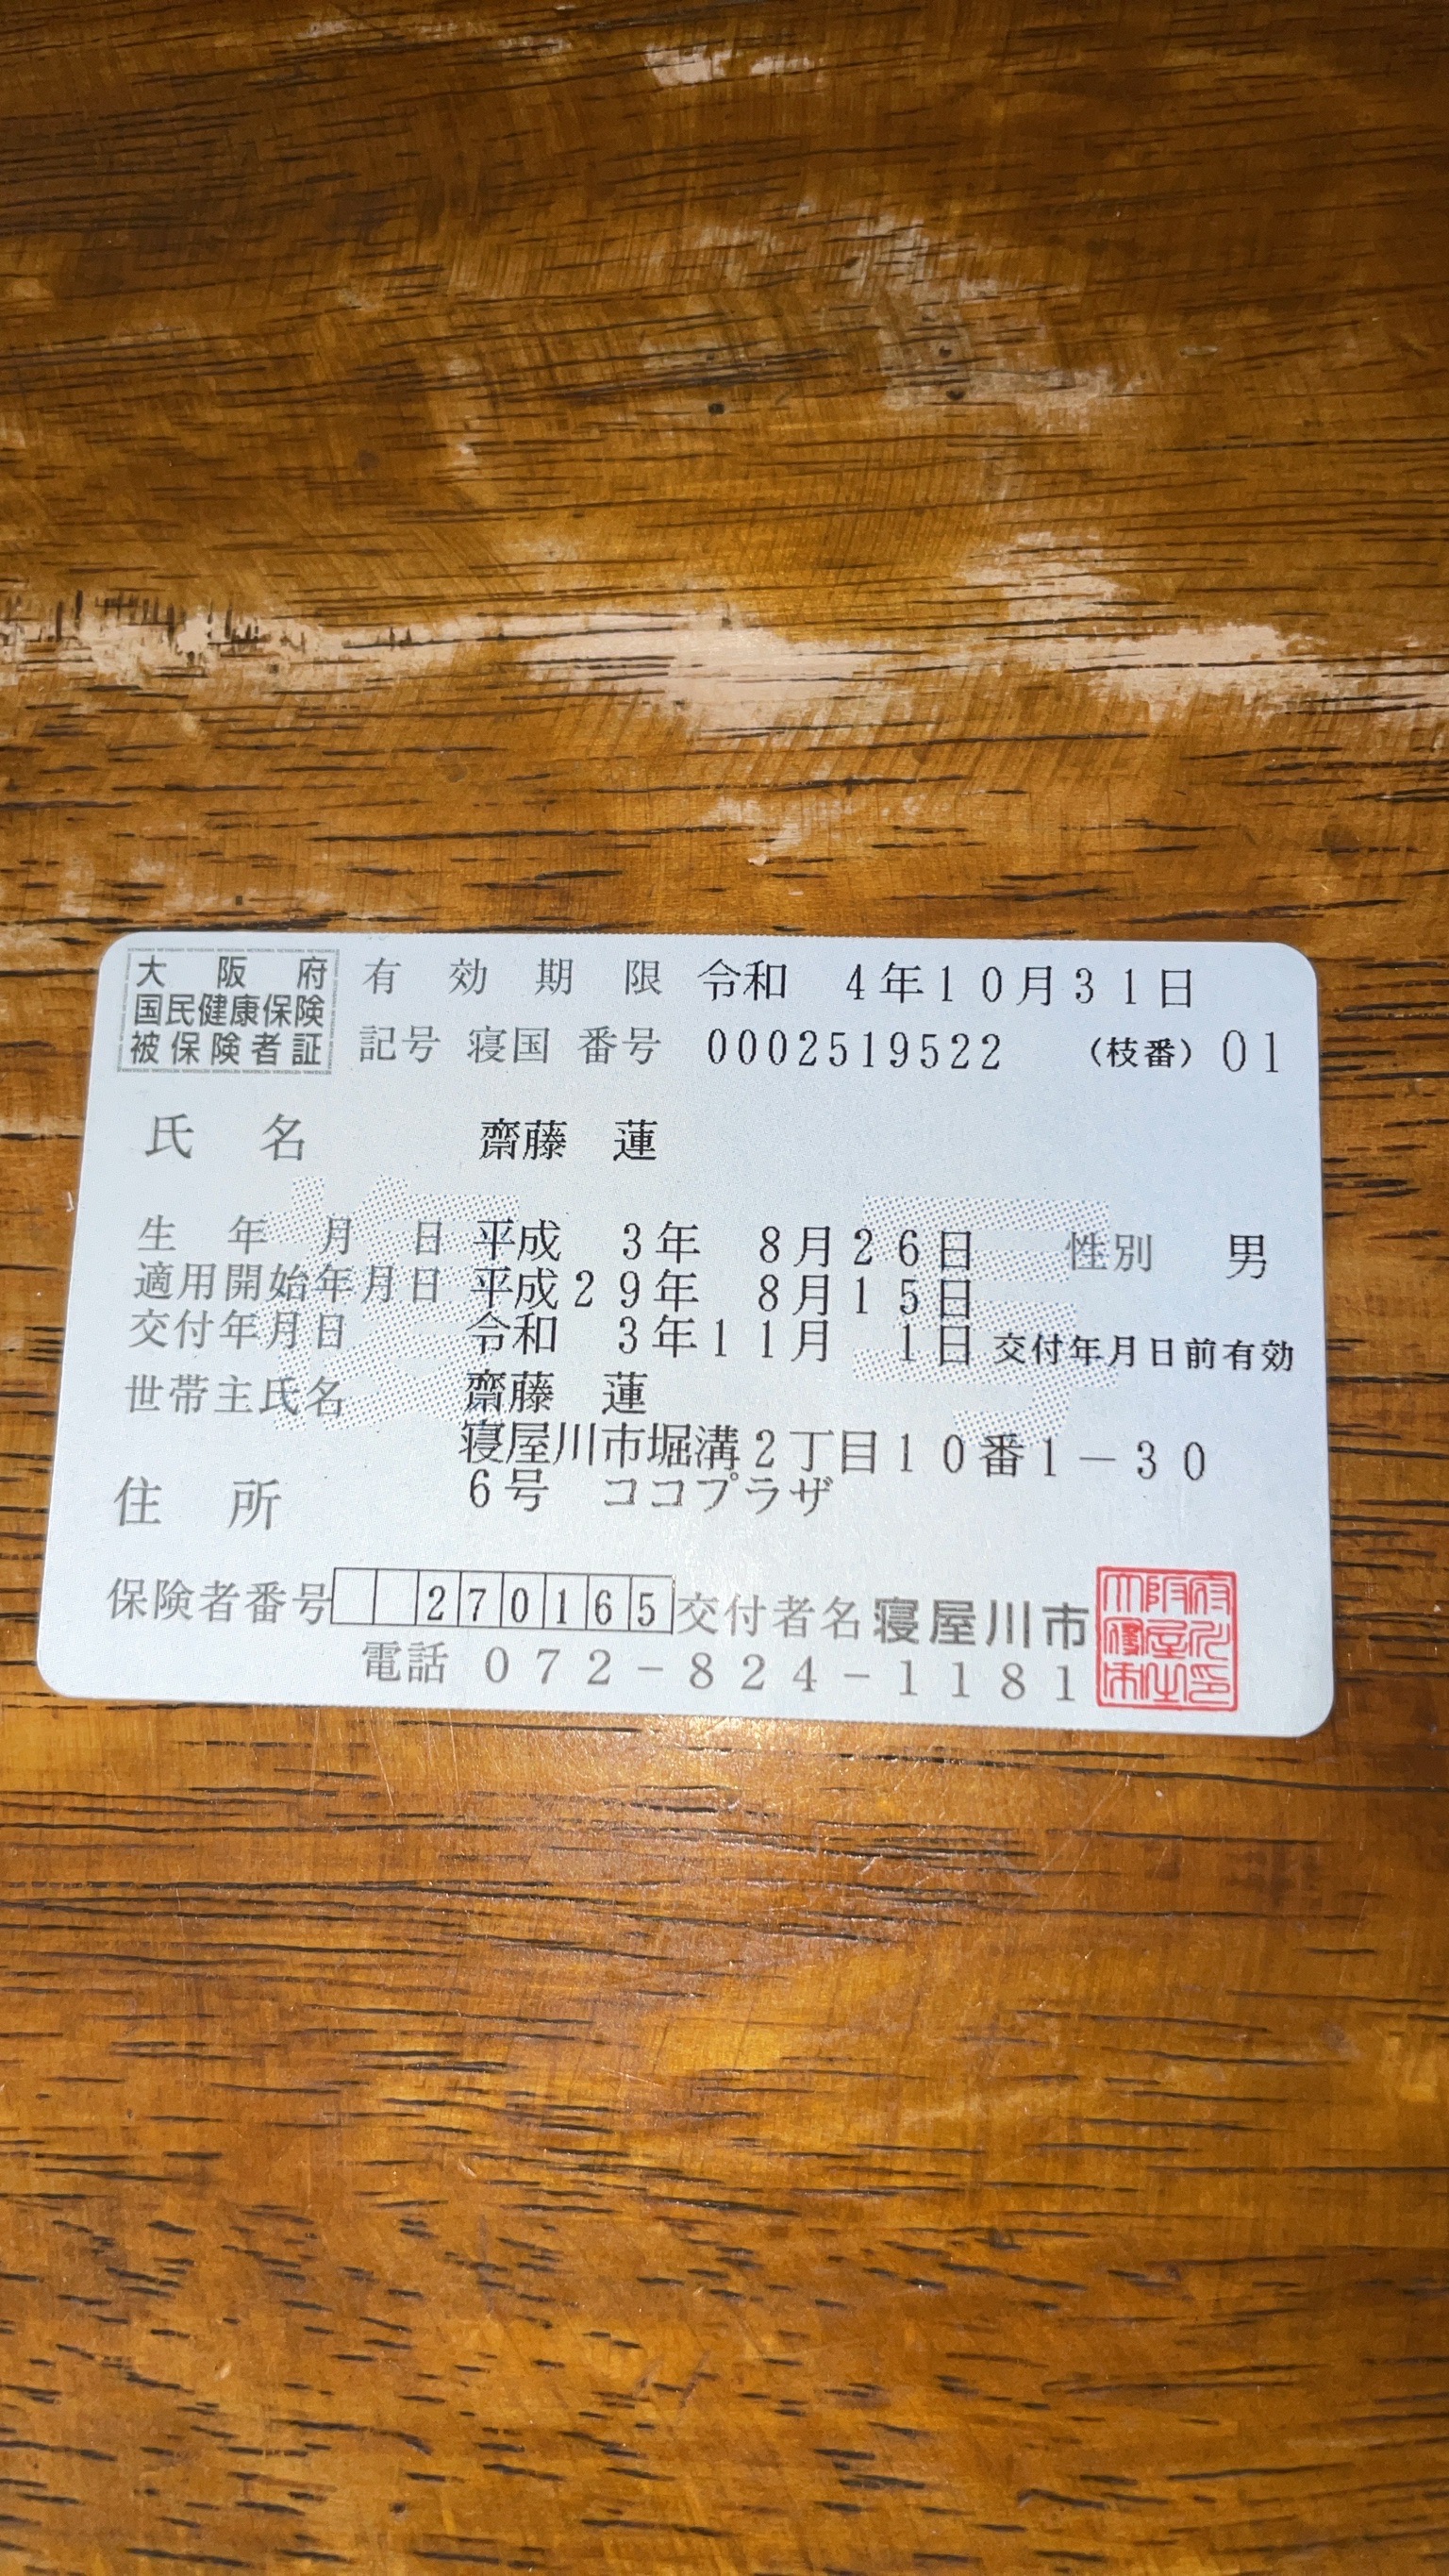 大阪府
国民健康保険
被保険者証
有効期限 令和 4年10月31日
記号 寝国 番号 0002519522 (枝番) 01
氏名 齋藤 蓮
生年月日 平成 3年 8月26日 性別 男
適用開始年月日 平成29年 8月15日
交付年月日 令和 3年11月 1日 交付年月日前有効
世帯主氏名 齋藤 蓮
住所 寝屋川市堀溝2丁目10番1-30
6号 ココプラザ
保険者番号 270165 交付者名 寝屋川市
電話 072-824-1181